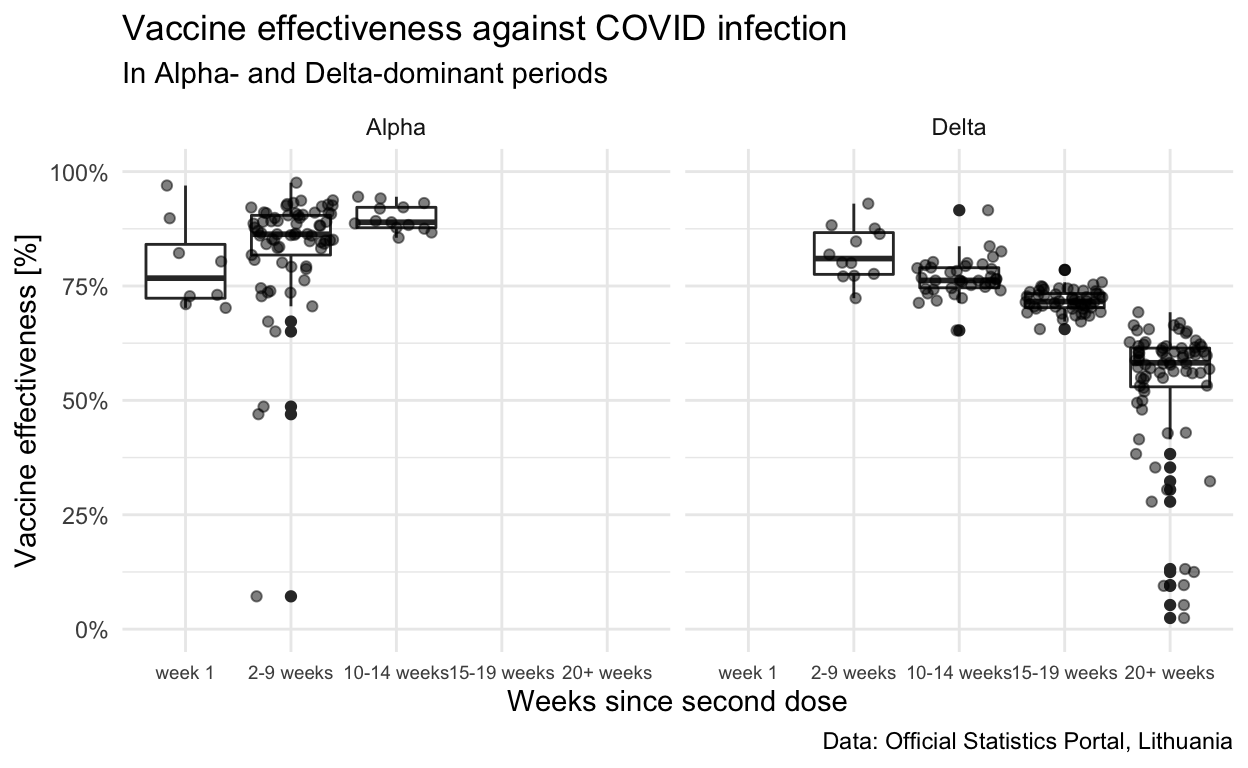 Vaccine effectiveness against COVID infection
In Alpha- and Delta-dominant periods
Alpha
Delta
Vaccine effectiveness [%]
100%
75%
50%
25%
0%
week 1 2-9 weeks 10-14 weeks 15-19 weeks 20+ weeks
week 1 2-9 weeks 10-14 weeks 15-19 weeks 20+ weeks
Weeks since second dose
Data: Official Statistics Portal, Lithuania